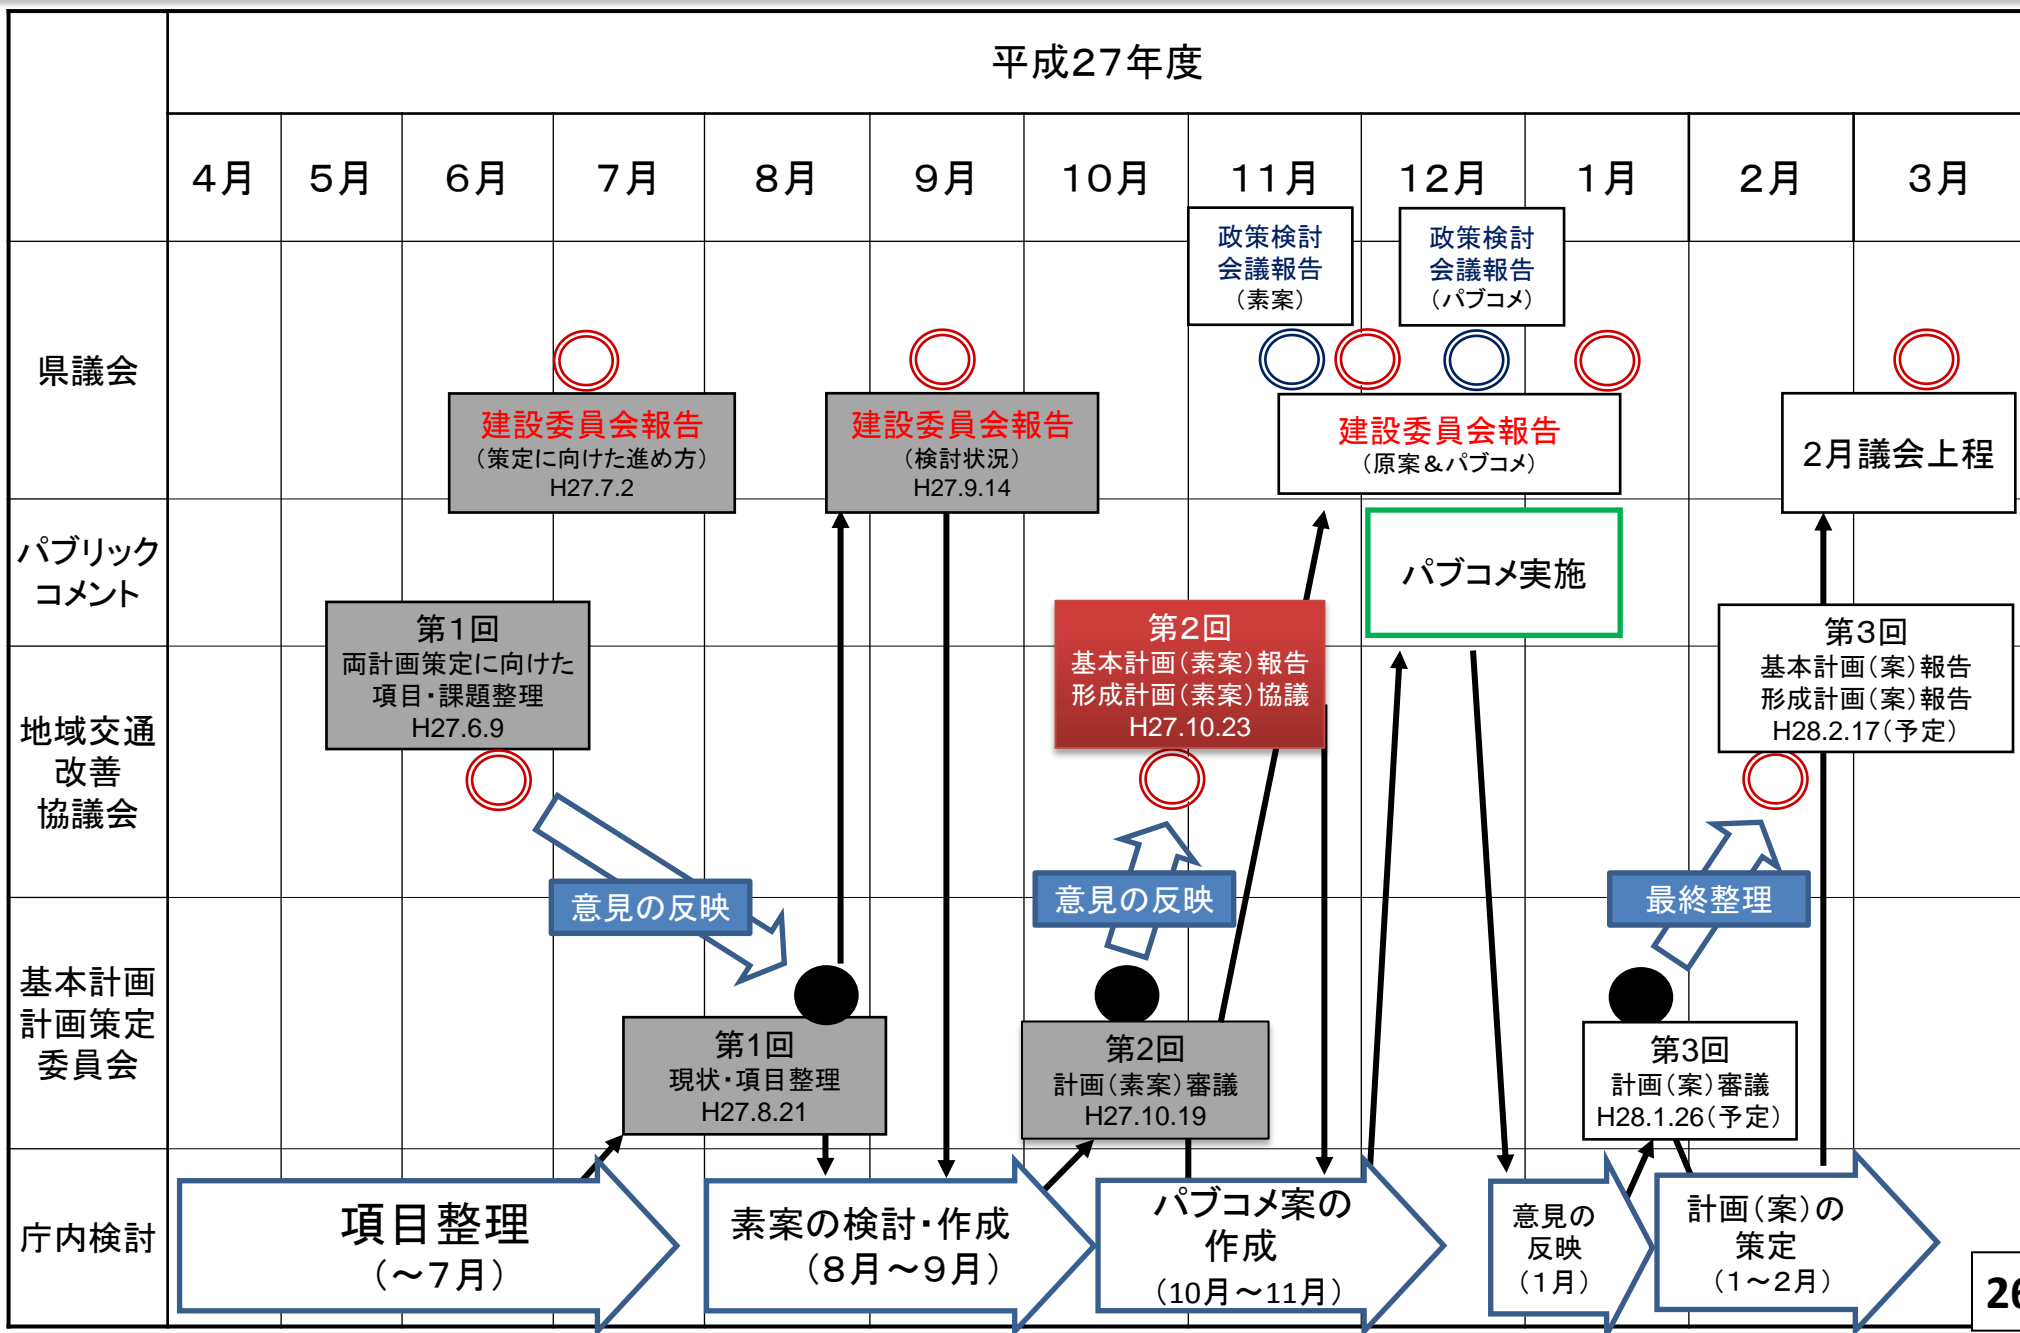 平成27年度
4月
5月
6月
7月
8月
9月
10月
11月
12月
1月
2月
3月
県議会
政策検討
会議報告
(素案)
政策検討
会議報告
(パブコメ)
建設委員会報告
(策定に向けた進め方)
H27.7.2
建設委員会報告
(検討状況)
H27.9.14
建設委員会報告
(原案&パブコメ)
2月議会上程
パブリック
コメント
パブコメ実施
地域交通
改善
協議会
第1回
両計画策定に向けた
項目・課題整理
H27.6.9
第2回
基本計画(素案)報告
形成計画(素案)協議
H27.10.23
第3回
基本計画(案)報告
形成計画(案)報告
H28.2.17(予定)
意見の反映
意見の反映
最終整理
基本計画
計画策定
委員会
第1回
現状・項目整理
H27.8.21
第2回
計画(素案)審議
H27.10.19
第3回
計画(案)審議
H28.1.26(予定)
庁内検討
項目整理
(~7月)
素案の検討・作成
(8月~9月)
パブコメ案の
作成
(10月~11月)
意見の
反映
(1月)
計画(案)の
策定
(1~2月)